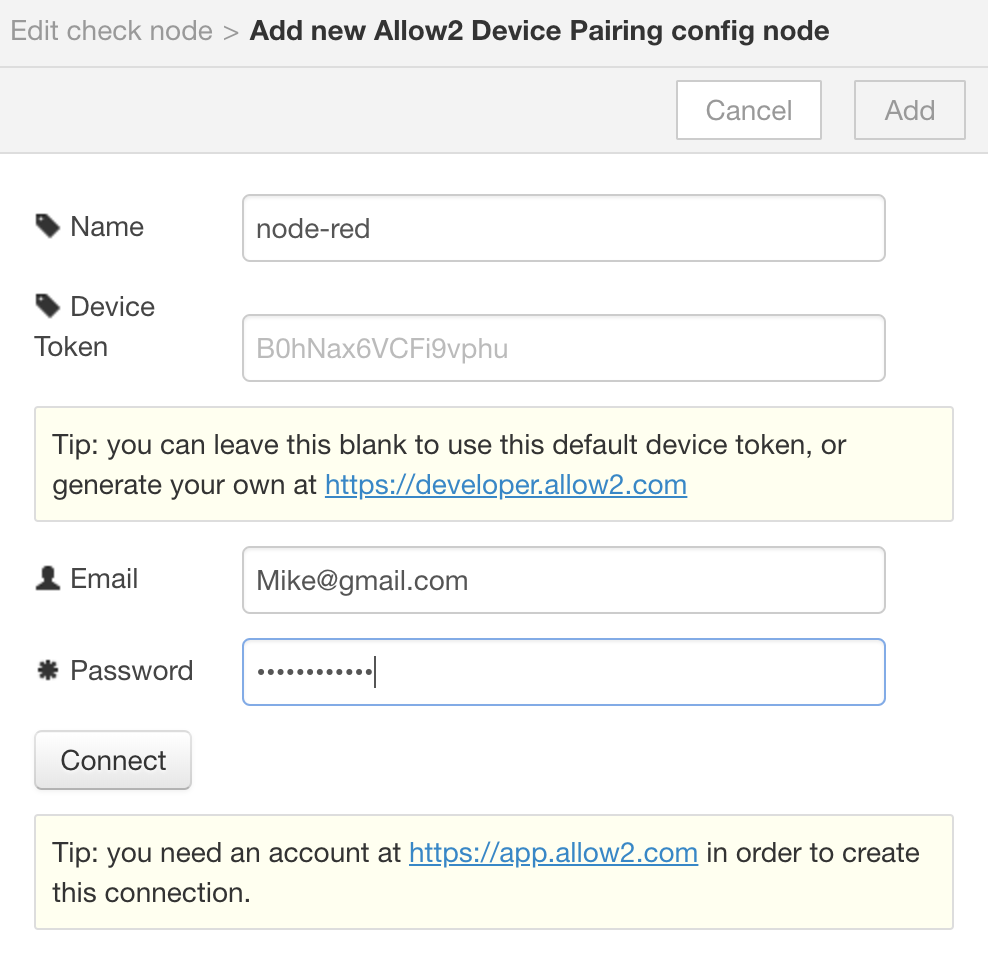 Edit check node > Add new Allow2 Device Pairing config node
Cancel Add
Name node-red
Device
Token B0hNax6VCFi9vphu
Tip: you can leave this blank to use this default device token, or
generate your own at https://developer.allow2.com
Email Mike@gmail.com
Password ••••••••••••
Connect
Tip: you need an account at https://app.allow2.com in order to create
this connection.